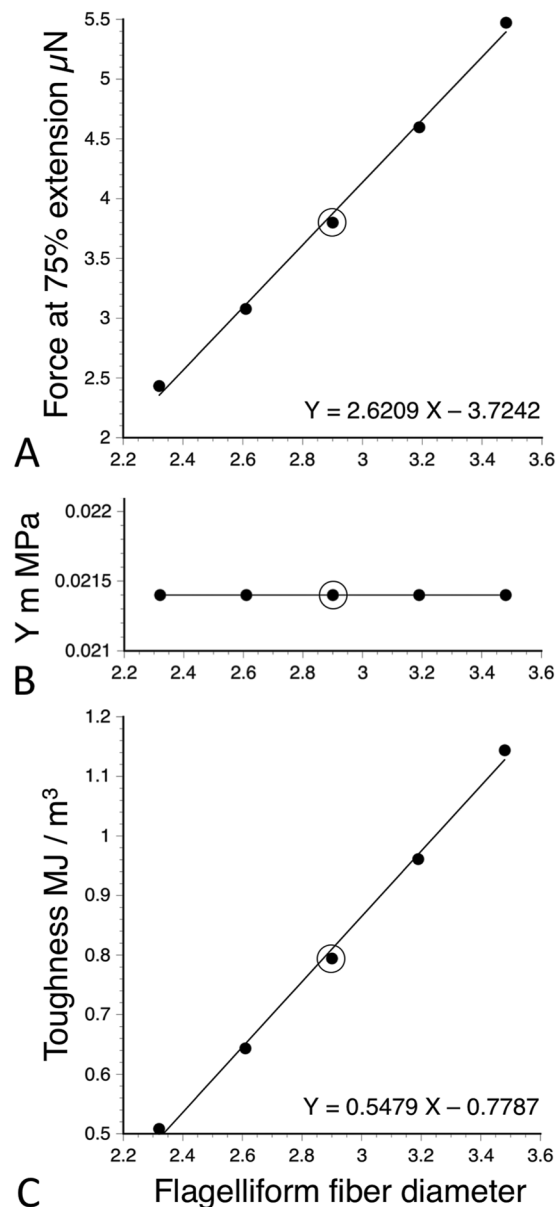 Force at 75% extension µN
5.5
5
4.5
4
3.5
3
2.5
2
Y = 2.6209 X – 3.7242
A
2.2 2.4 2.6 2.8 3 3.2 3.4 3.6
Y m MPa
0.022
0.0215
0.021
B
2.2 2.4 2.6 2.8 3 3.2 3.4 3.6
Toughness MJ / m³
1.2
1.1
1
0.9
0.8
0.7
0.6
0.5
Y = 0.5479 X – 0.7787
2.2 2.4 2.6 2.8 3 3.2 3.4 3.6
C
Flagelliform fiber diameter